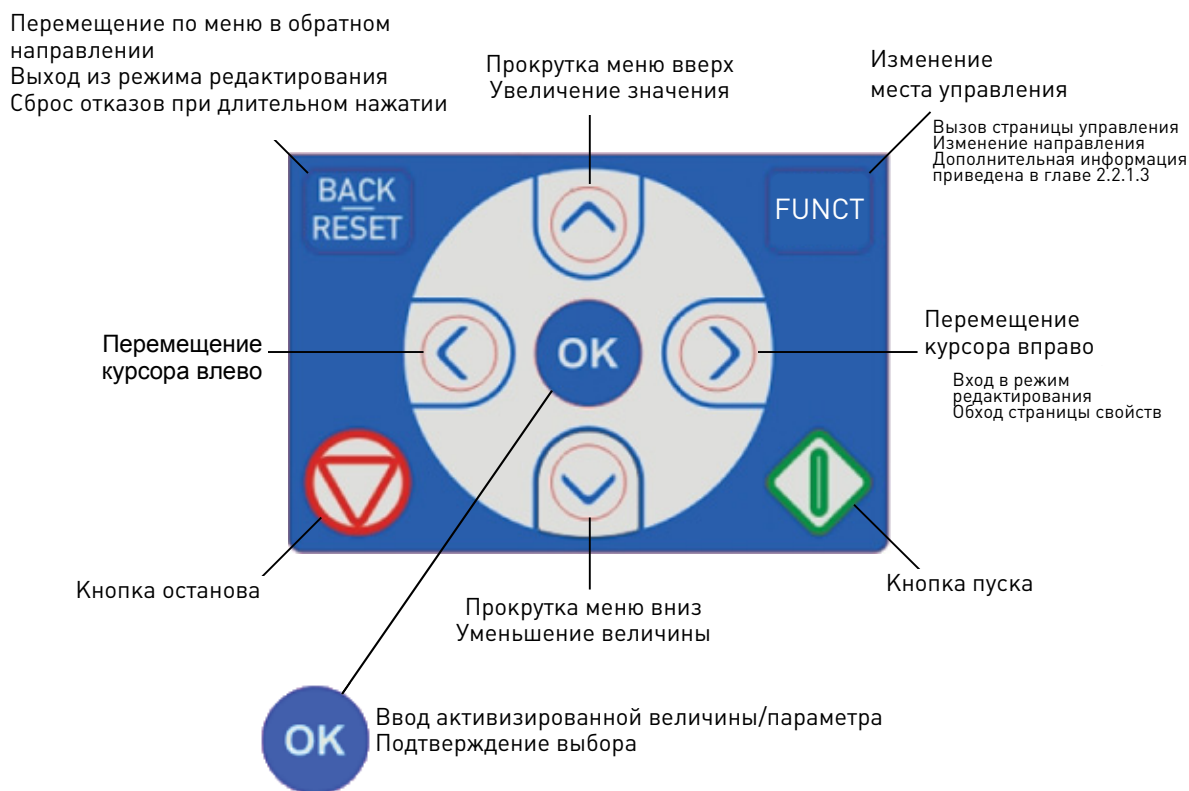 Перемещение по меню в обратном
направлении
Выход из режима редактирования
Сброс отказов при длительном нажатии
Прокрутка меню вверх
Увеличение значения
Изменение
места управления
Вызов страницы управления
Изменение направления
Дополнительная информация
приведена в главе 2.2.1.3
BACK
RESET
FUNCT
Перемещение
курсора влево
OK
Перемещение
курсора вправо
Вход в режим
редактирования
Обход страницы свойств
Кнопка останова
Прокрутка меню вниз
Уменьшение величины
Кнопка пуска
OK
Ввод активизированной величины/параметра
Подтверждение выбора